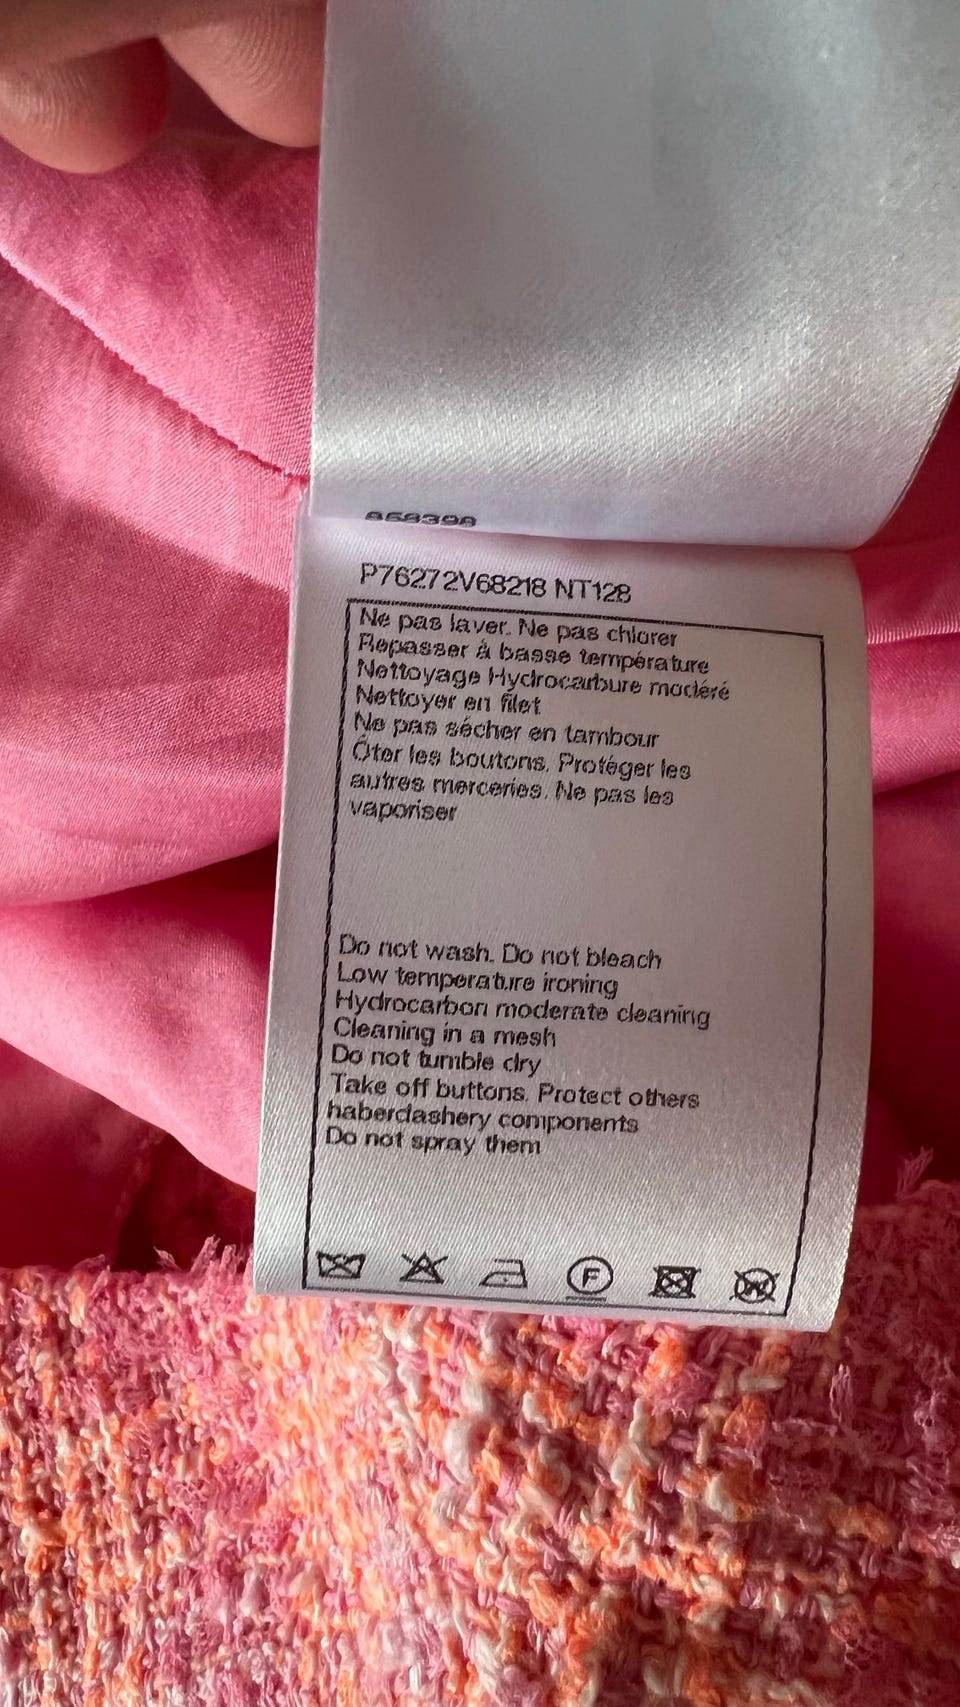 P76272V68218 NT128
Ne pas laver. Ne pas chlorer
Repasser à basse température
Nettoyage Hydrocarbure modéré
Nettoyer en filet
Ne pas sécher en tambour
Ôter les boutons. Protéger les
autres merceries. Ne pas les
vaporiser
Do not wash. Do not bleach
Low temperature ironing
Hydrocarbon moderate cleaning
Cleaning in a mesh
Do not tumble dry
Take off buttons. Protect others
haberdashery components
Do not spray them
F W